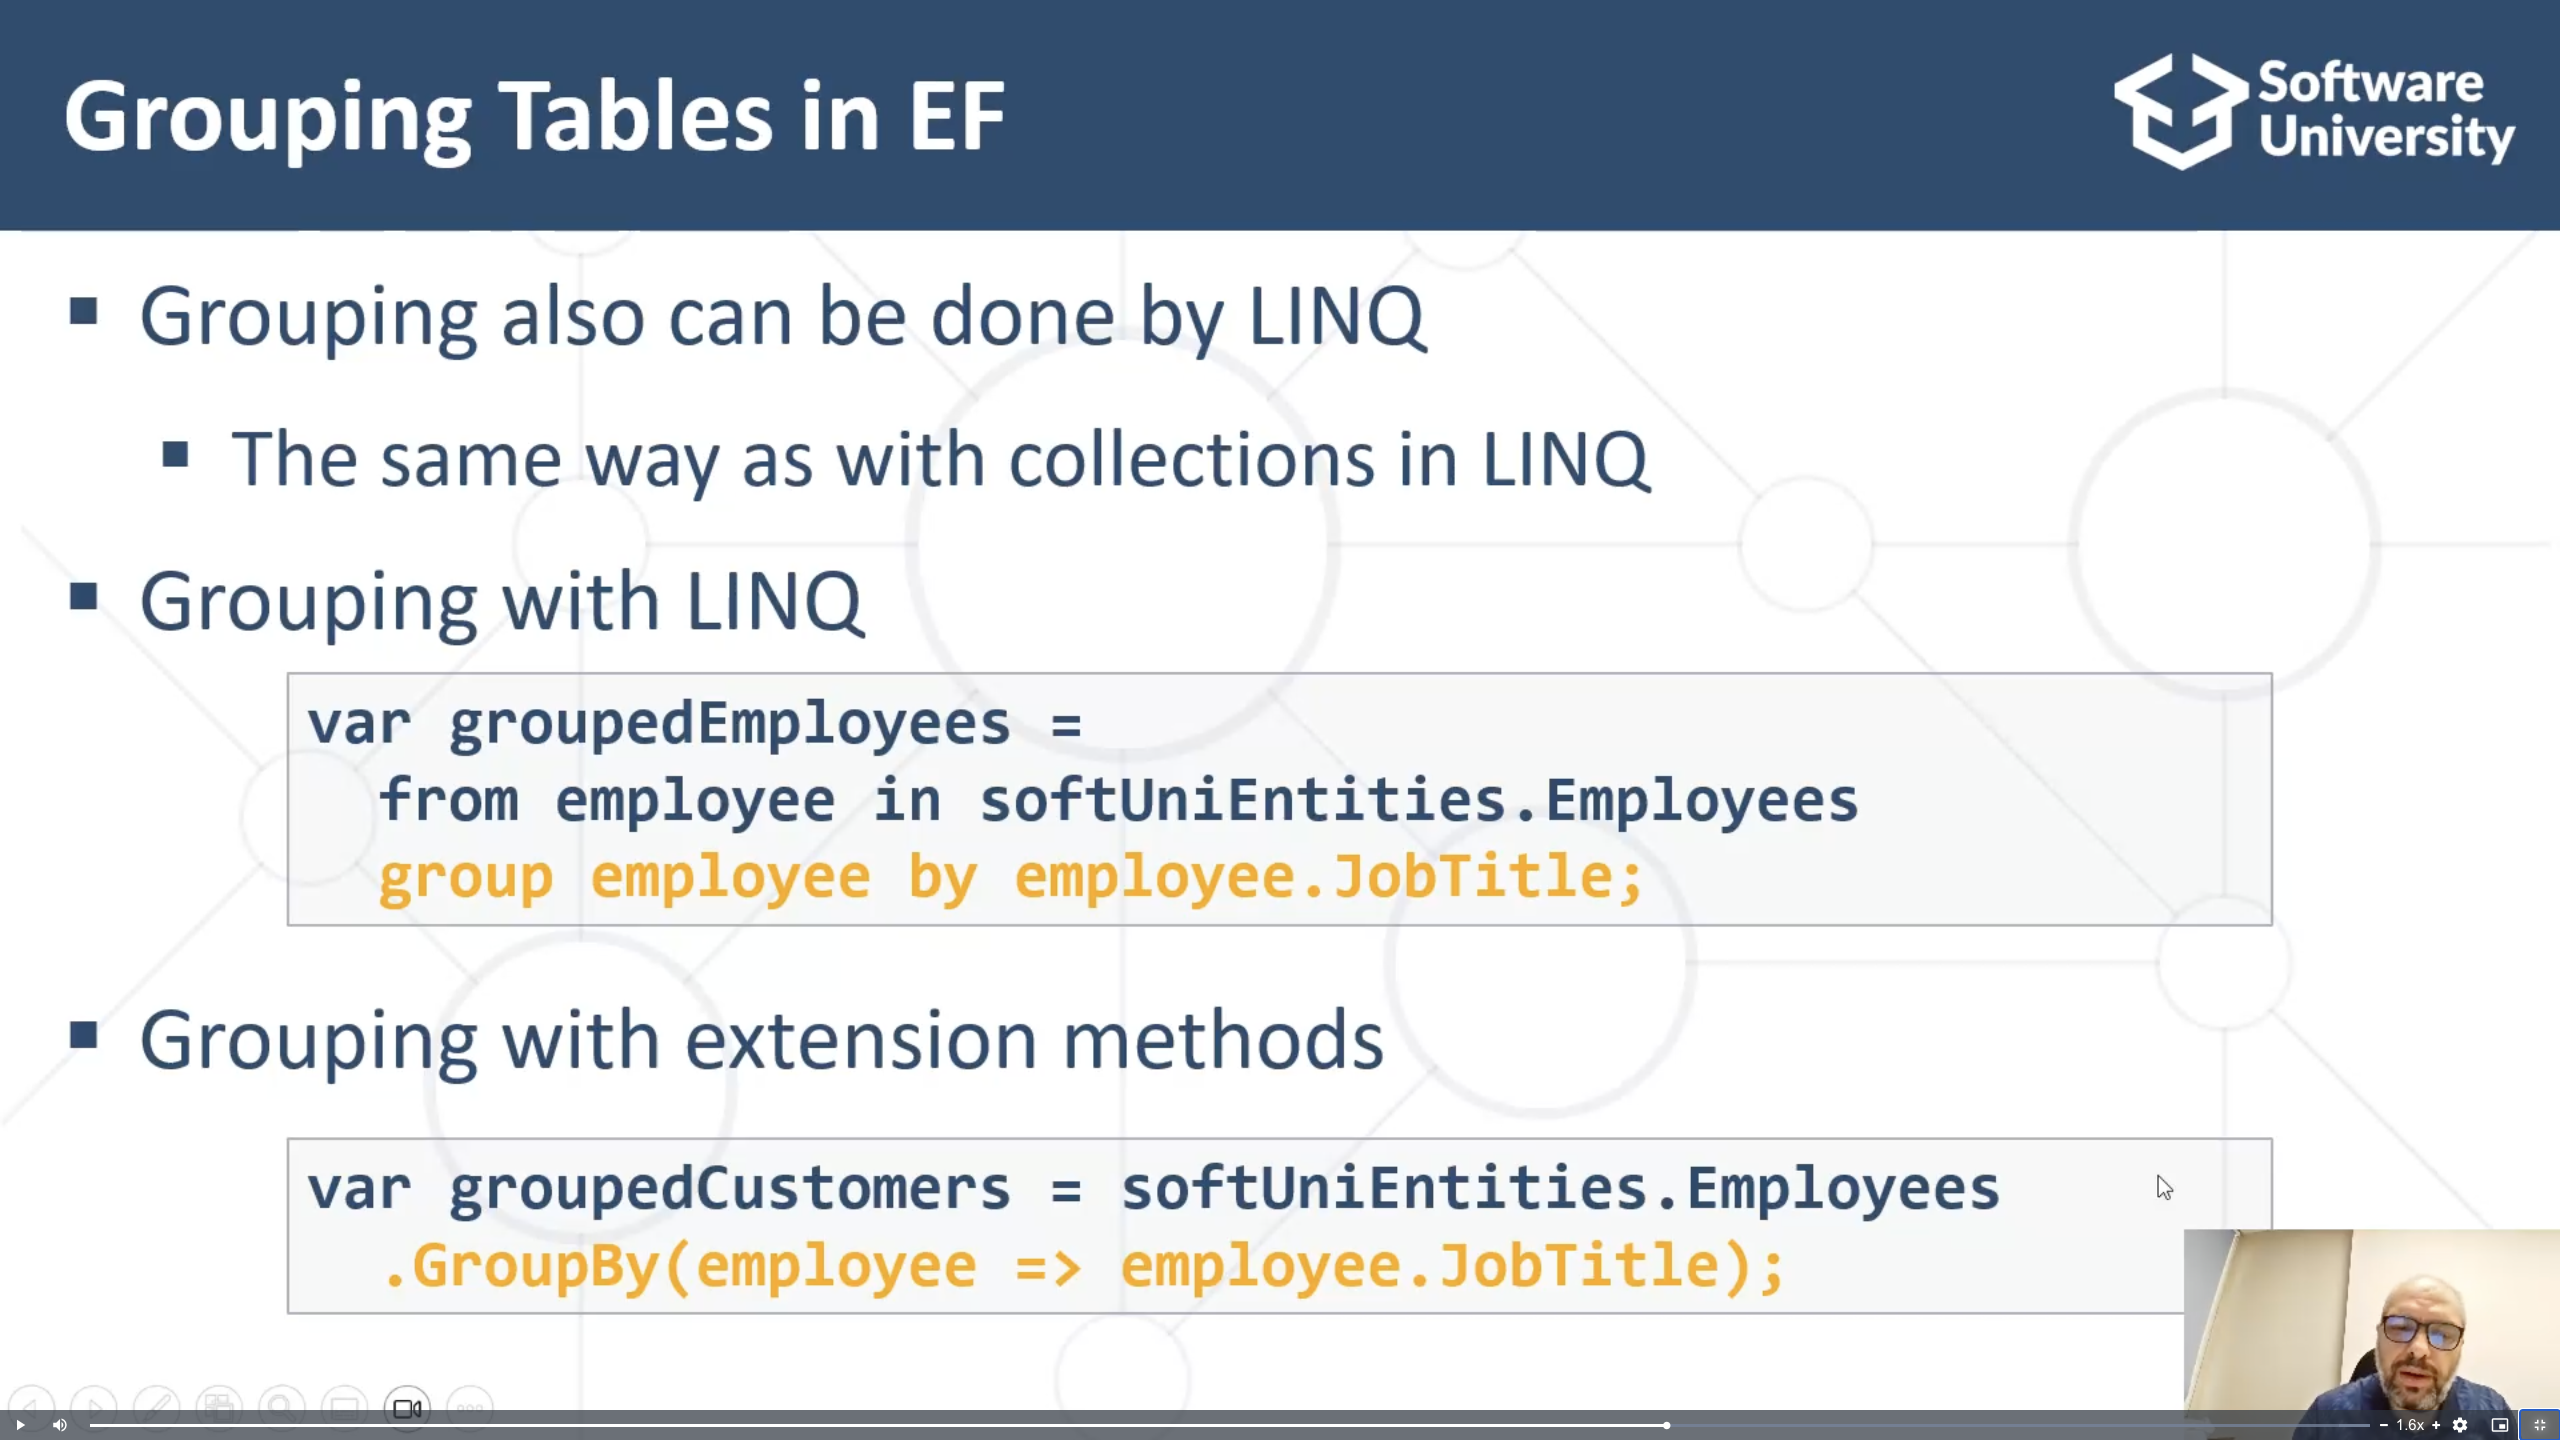 Grouping Tables in EF
Software
University
Grouping also can be done by LINQ
The same way as with collections in LINQ
Grouping with LINQ
var groupedEmployees =
from employee in softUniEntities.Employees
group employee by employee.JobTitle;
Grouping with extension methods
var groupedCustomers = softUniEntities.Employees
.GroupBy(employee => employee.JobTitle);
1.6x